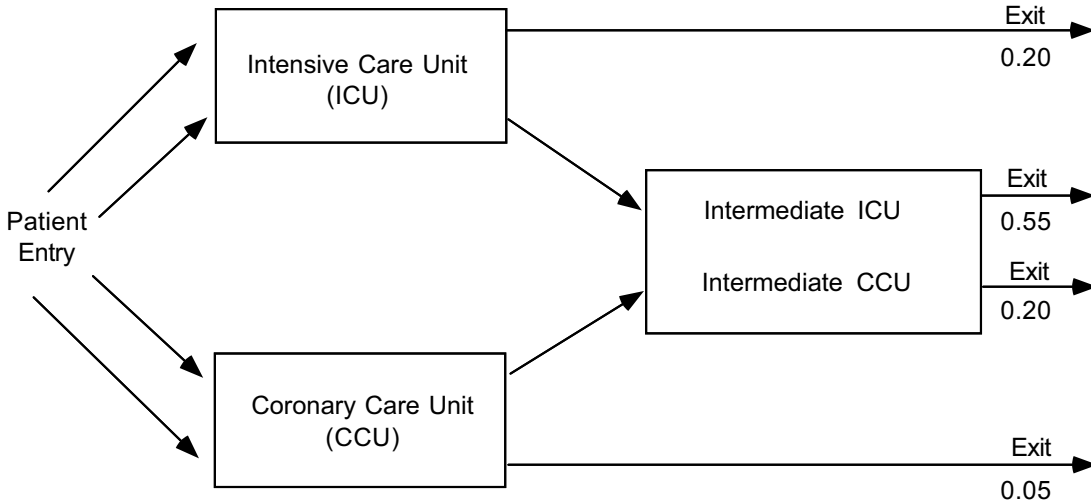 Exit
0.20
Intensive Care Unit
(ICU)
Intermediate ICU
Exit
0.55
Patient
Entry
Intermediate CCU
Exit
0.20
Coronary Care Unit
(CCU)
Exit
0.05